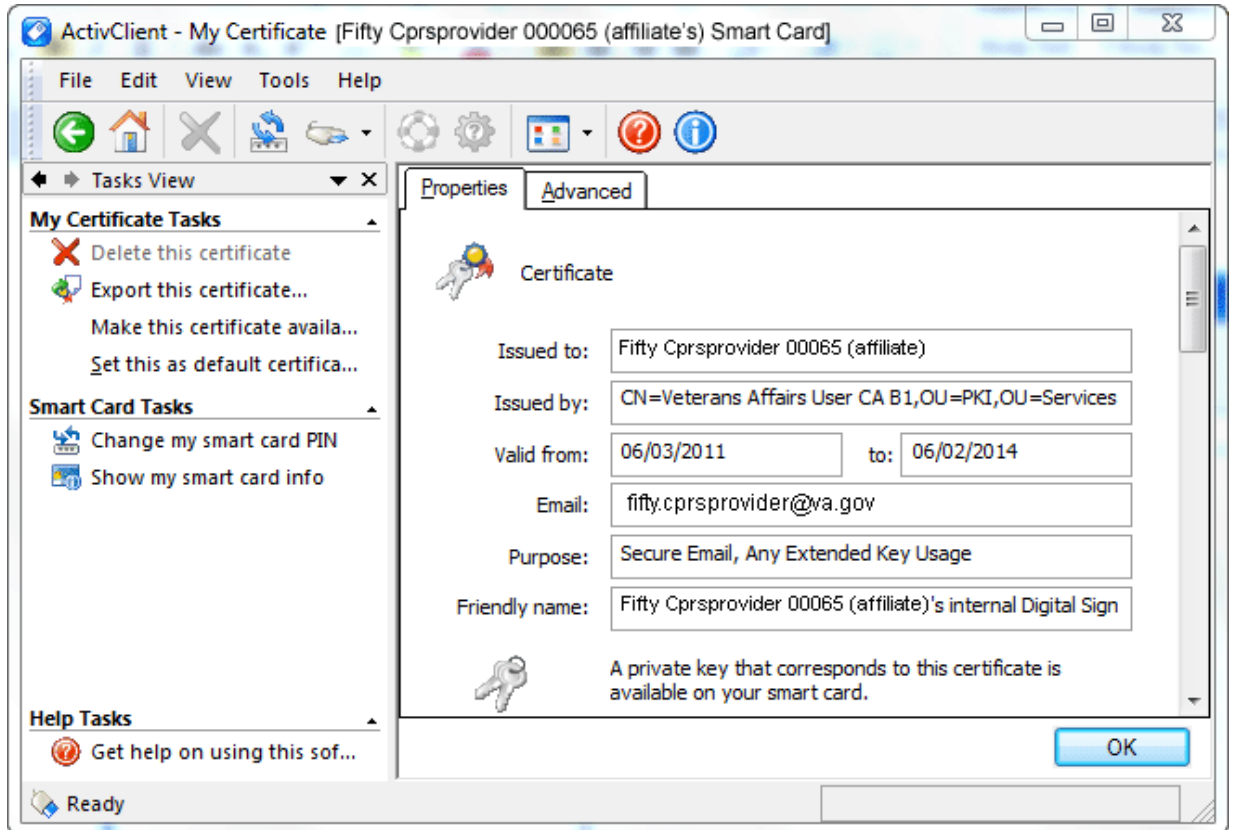 ActivClient - My Certificate [Fifty Cprsprovider 000065 (affiliate's) Smart Card]
File Edit View Tools Help
Tasks View
My Certificate Tasks
Delete this certificate
Export this certificate...
Make this certificate availa...
Set this as default certifica...
Smart Card Tasks
Change my smart card PIN
Show my smart card info
Help Tasks
Get help on using this sof...
Properties Advanced
Certificate
Issued to: Fifty Cprsprovider 00065 (affiliate)
Issued by: CN=Veterans Affairs User CA B1,OU=PKI,OU=Services
Valid from: 06/03/2011 to: 06/02/2014
Email: fifty.cprsprovider@va.gov
Purpose: Secure Email, Any Extended Key Usage
Friendly name: Fifty Cprsprovider 00065 (affiliate)'s internal Digital Sign
A private key that corresponds to this certificate is
available on your smart card.
OK
Ready